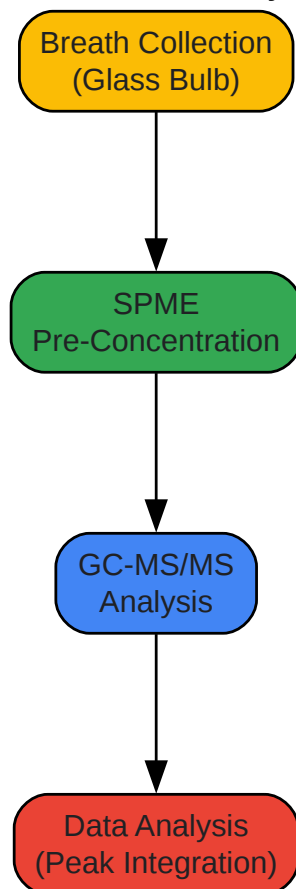 Breath Collection
(Glass Bulb)
SPME
Pre-Concentration
GC-MS/MS
Analysis
Data Analysis
(Peak Integration)